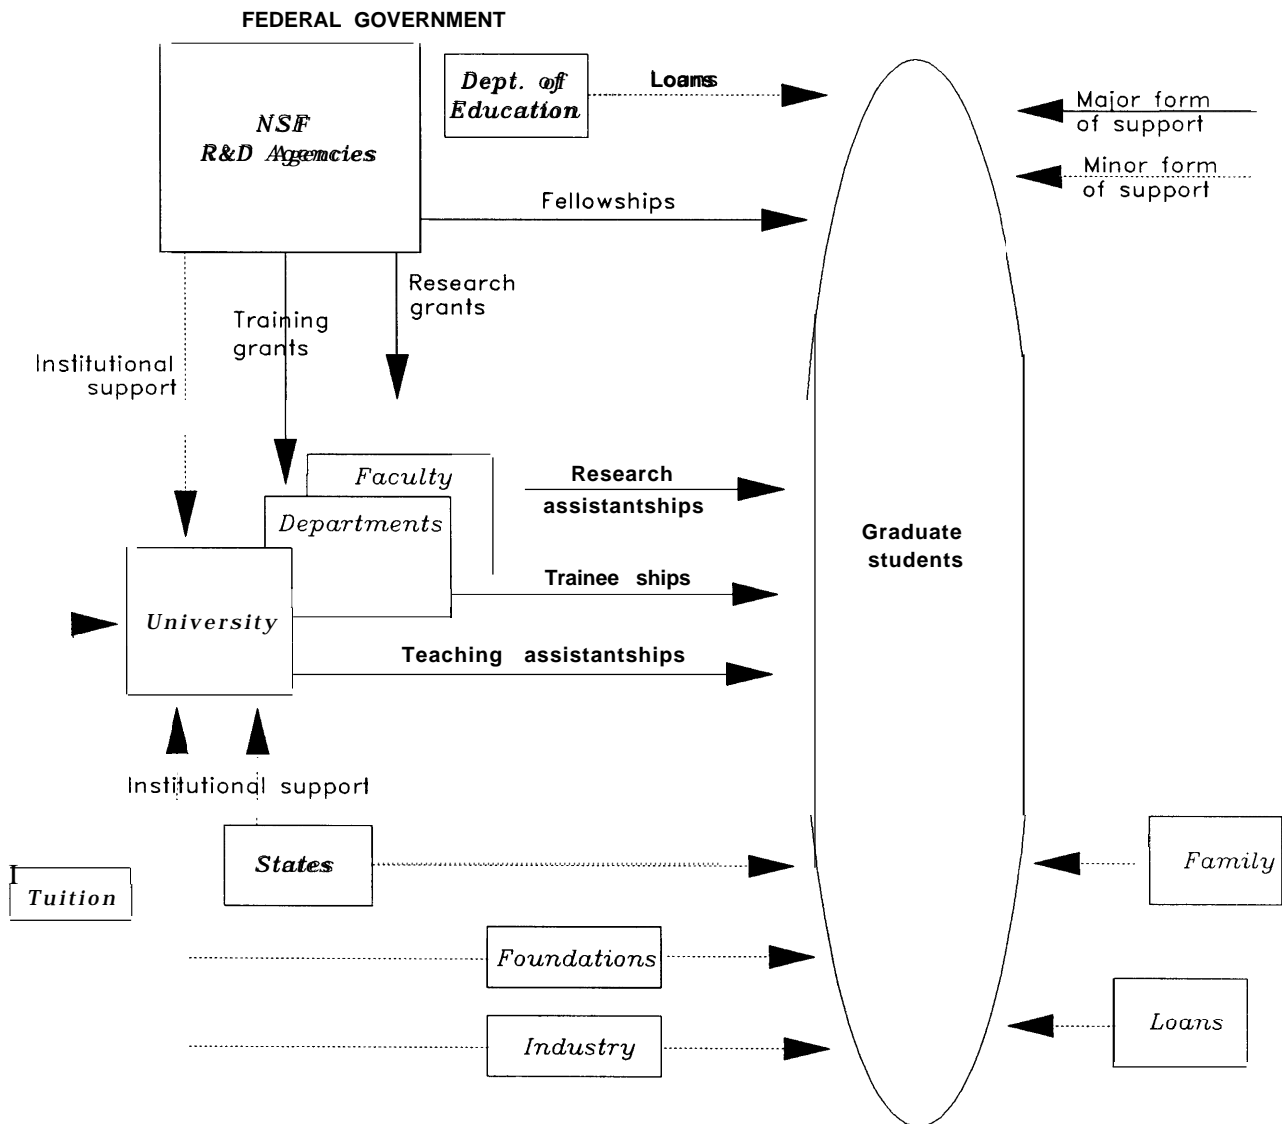 FEDERAL GOVERNMENT
NSF
R&D Agencies
Dept. of
Education
Loans
Major form
of support
Minor form
of support
Fellowships
Research
grants
Training
grants
Institutional
support
Faculty
Departments
University
Research
assistantships
Trainee ships
Teaching assistantships
Graduate
students
Institutional support
States
I
Tuition
Family
Foundations
Loans
Industry